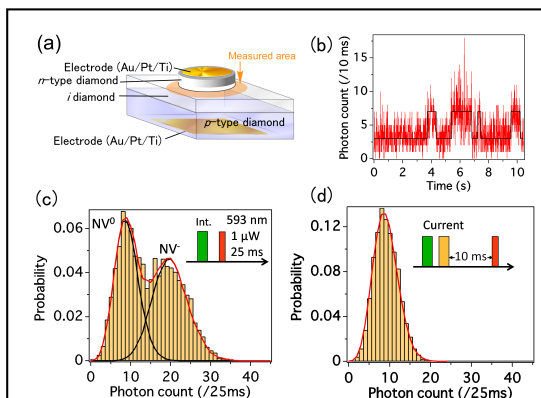 (a)
Electrode (Au/Pt/Ti)
Measured area
n-type diamond
i diamond
p-type diamond
Electrode (Au/Pt/Ti)
(b)
Photon count (/10 ms)
15
10
5
0
0 2 4 6 8 10
Time (s)
(c)
NV⁰
NV⁻
Int.
593 nm
1 μW
25 ms
Probability
0.06
0.04
0.02
0
0 10 20 30 40
Photon count (/25ms)
(d)
Current
10 ms
Probability
0.12
0.08
0.04
0
0 10 20 30 40
Photon count (/25ms)